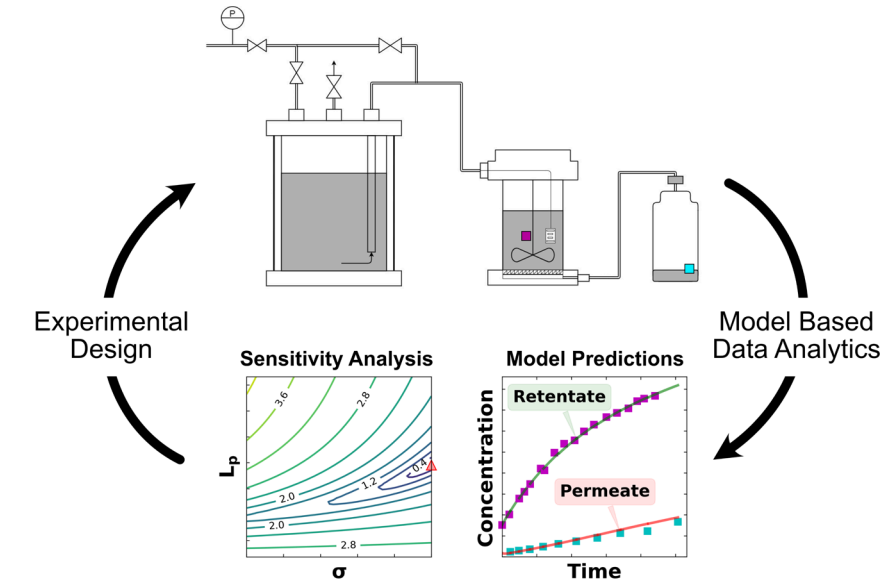 P
Experimental
Design
Model Based
Data Analytics
Sensitivity Analysis
3.6
2.8
0.4
1.2
2.0
2.0
2.8
Lp
σ
Model Predictions
Retentate
Permeate
Concentration
Time